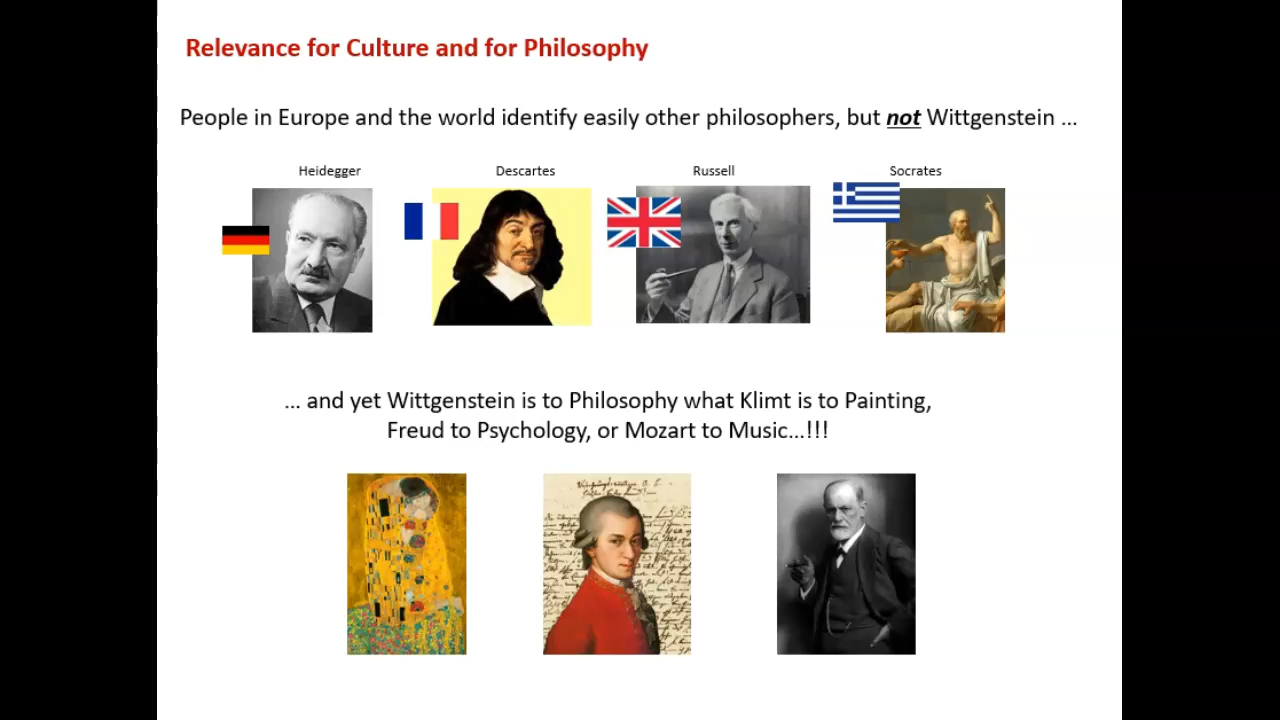 Relevance for Culture and for Philosophy
People in Europe and the world identify easily other philosophers, but not Wittgenstein ...
Heidegger
Descartes
Russell
Socrates
... and yet Wittgenstein is to Philosophy what Klimt is to Painting,
Freud to Psychology, or Mozart to Music...!!!